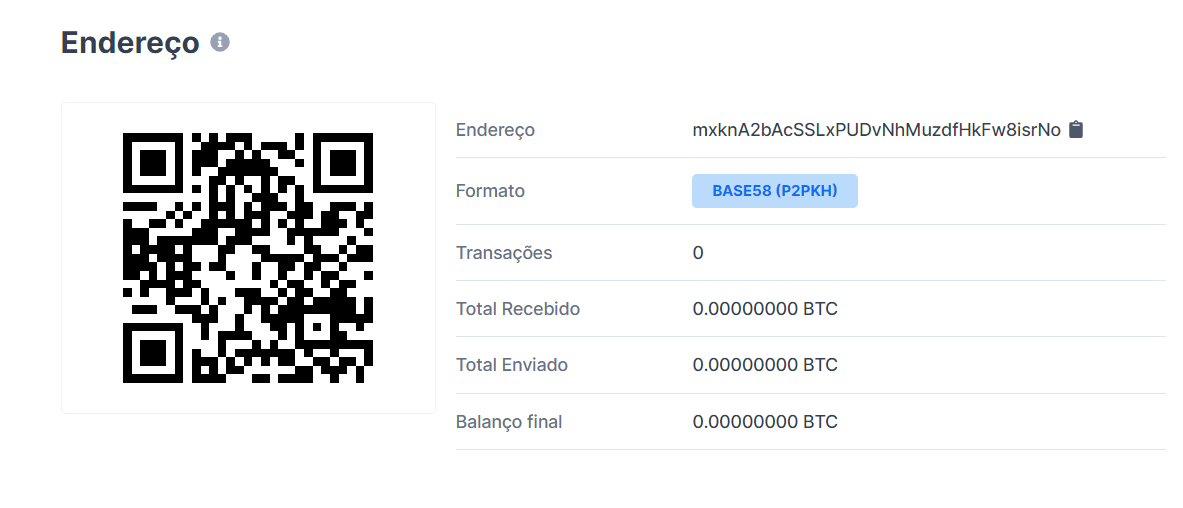 Endereço
Endereço mxknA2bAcSSLxPUDvNhMuzdfHkFw8isrNo
Formato BASE58 (P2PKH)
Transações 0
Total Recebido 0.00000000 BTC
Total Enviado 0.00000000 BTC
Balanço final 0.00000000 BTC